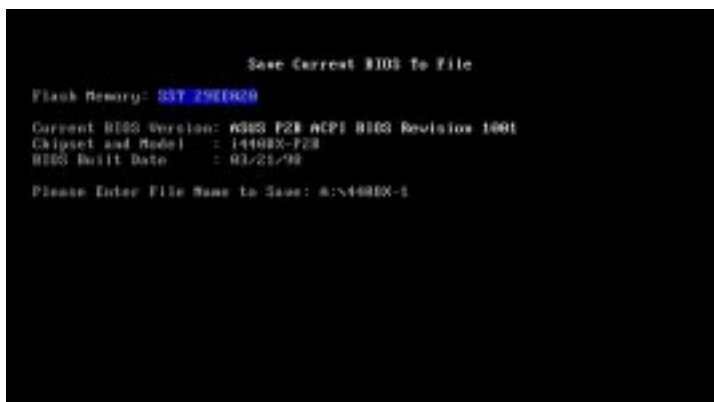 Save Current BIOS To File
Flash Memory: SST 29EE020
Current BIOS Version: ASUS P2B ACPI BIOS Revision 1001
Chipset and Model : i440BX-P2B
BIOS Built Date : 03/21/98
Please Enter File Name to Save: A:\440BX-1